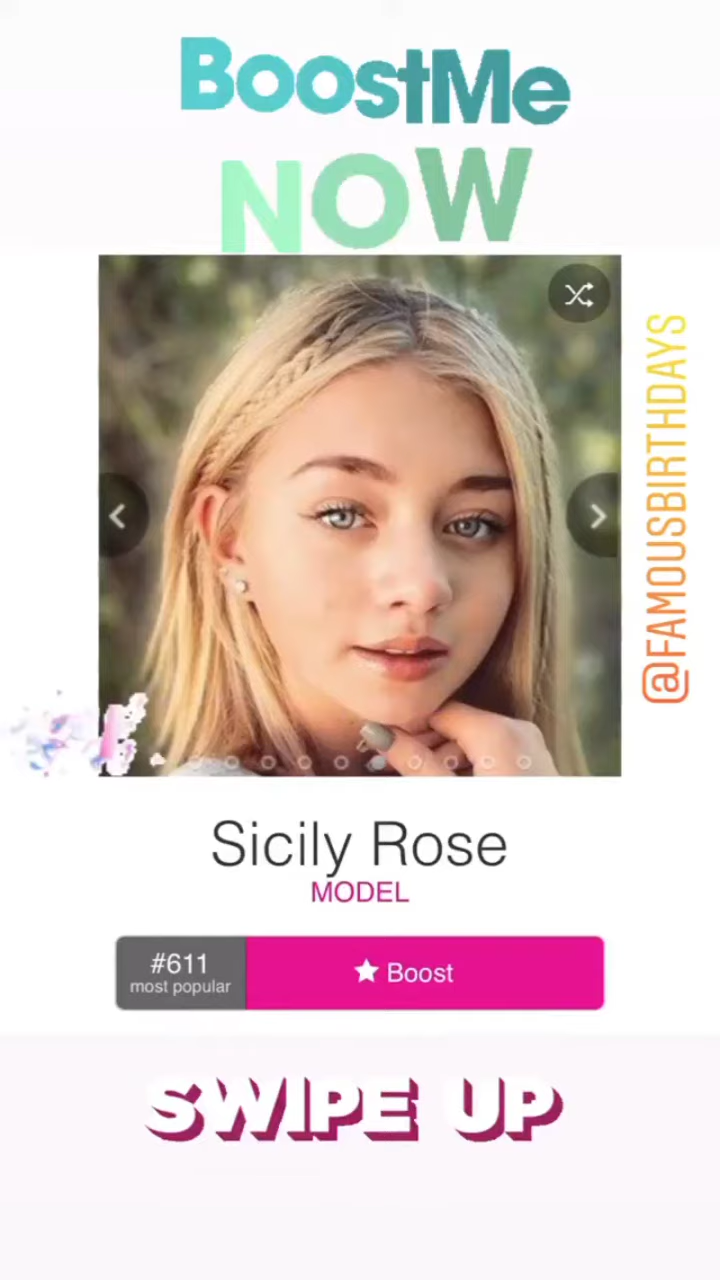 BoostMe
NOW
@FAMOUSBIRTHDAYS
Sicily Rose
MODEL
#611
most popular
★ Boost
SWIPE UP